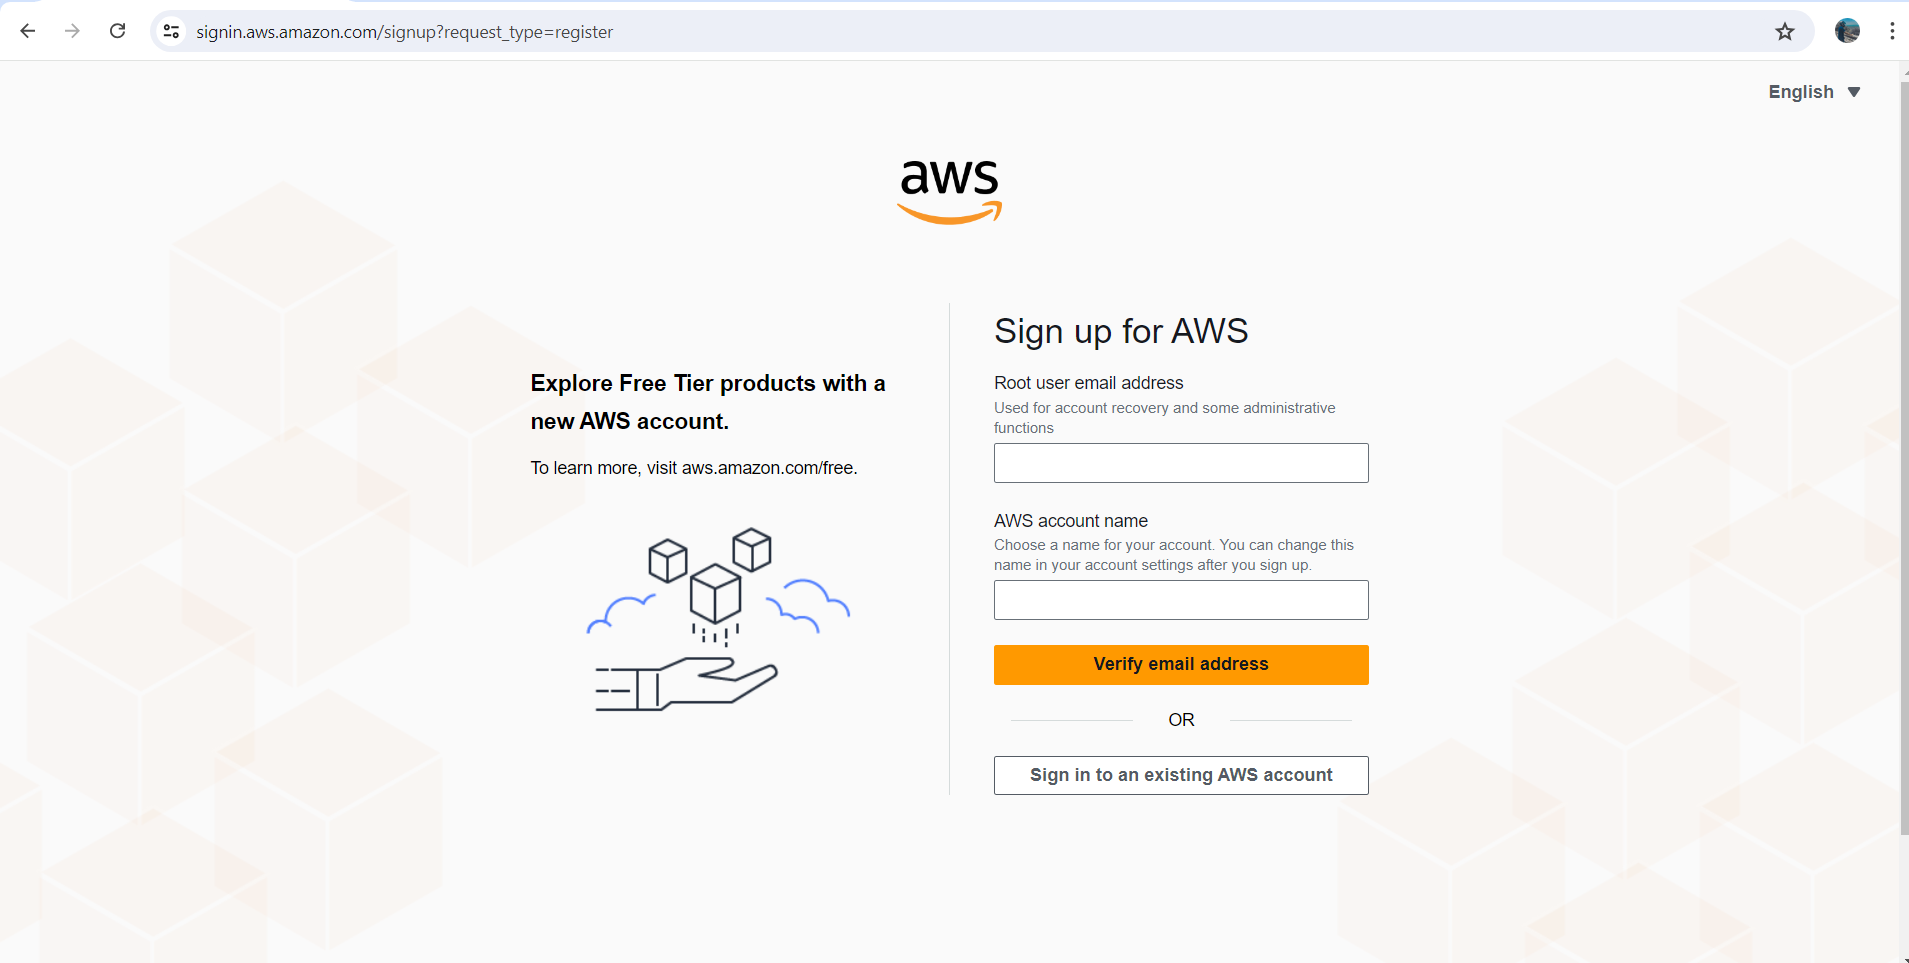 signin.aws.amazon.com/signup?request_type=register
English
aws
Explore Free Tier products with a
new AWS account.
To learn more, visit aws.amazon.com/free.
Sign up for AWS
Root user email address
Used for account recovery and some administrative
functions
AWS account name
Choose a name for your account. You can change this
name in your account settings after you sign up.
Verify email address
OR
Sign in to an existing AWS account